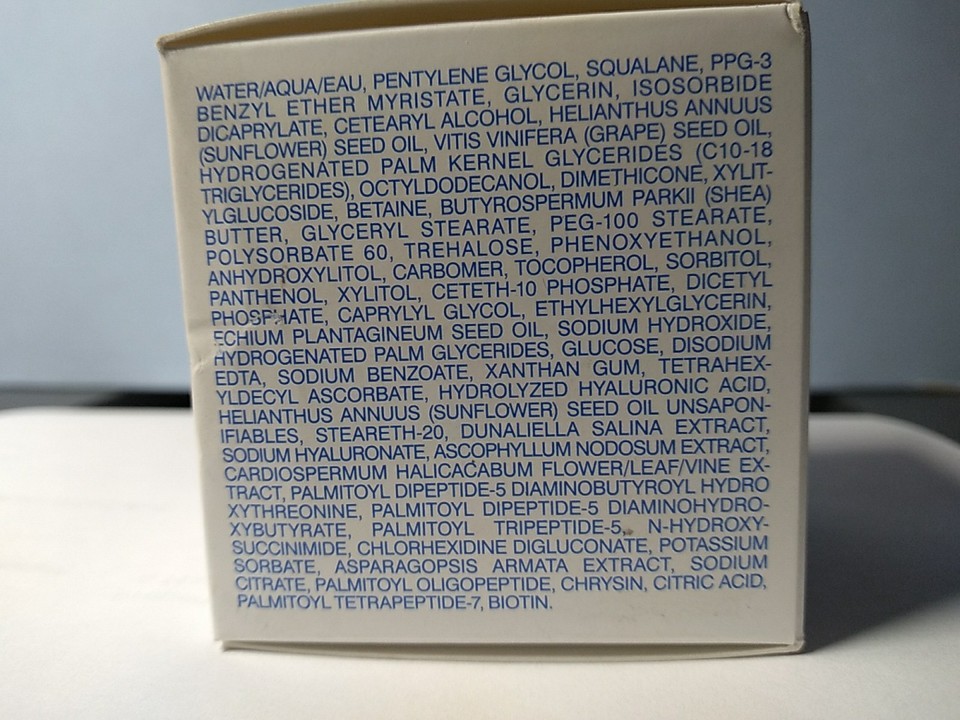 WATER/AQUA/EAU, PENTYLENE GLYCOL, SQUALANE, PPG-3
BENZYL ETHER MYRISTATE, GLYCERIN, ISOSORBIDE
DICAPRYLATE, CETEARYL ALCOHOL, HELIANTHUS ANNUUS
(SUNFLOWER) SEED OIL, VITIS VINIFERA (GRAPE) SEED OIL,
HYDROGENATED PALM KERNEL GLYCERIDES (C10-18
TRIGLYCERIDES), OCTYLDODECANOL, DIMETHICONE, XYLIT-
YLGLUCOSIDE, BETAINE, BUTYROSPERMUM PARKII (SHEA)
BUTTER, GLYCERYL STEARATE, PEG-100 STEARATE,
POLYSORBATE 60, TREHALOSE, PHENOXYETHANOL,
ANHYDROXYLITOL, CARBOMER, TOCOPHEROL, SORBITOL,
PANTHENOL, XYLITOL, CETETH-10 PHOSPHATE, DICETYL
PHOSPHATE, CAPRYLYL GLYCOL, ETHYLHEXYLGLYCERIN,
ECHIUM PLANTAGINEUM SEED OIL, SODIUM HYDROXIDE,
HYDROGENATED PALM GLYCERIDES, GLUCOSE, DISODIUM
EDTA, SODIUM BENZOATE, XANTHAN GUM, TETRAHEX-
YLDECYL ASCORBATE, HYDROLYZED HYALURONIC ACID,
HELIANTHUS ANNUUS (SUNFLOWER) SEED OIL UNSAPON-
IFIABLES, STEARETH-20, DUNALIELLA SALINA EXTRACT,
SODIUM HYALURONATE, ASCOPHYLLUM NODOSUM EXTRACT,
CARDIOSPERMUM HALICACABUM FLOWER/LEAF/VINE EX-
TRACT, PALMITOYL DIPEPTIDE-5 DIAMINOBUTYROYL HYDRO
XYTHREONINE, PALMITOYL DIPEPTIDE-5 DIAMINOHYDRO-
XYBUTYRATE, PALMITOYL TRIPEPTIDE-5, N-HYDROXY-
SUCCINIMIDE, CHLORHEXIDINE DIGLUCONATE, POTASSIUM
SORBATE, ASPARAGOPSIS ARMATA EXTRACT, SODIUM
CITRATE, PALMITOYL OLIGOPEPTIDE, CHRYSIN, CITRIC ACID,
PALMITOYL TETRAPEPTIDE-7, BIOTIN.